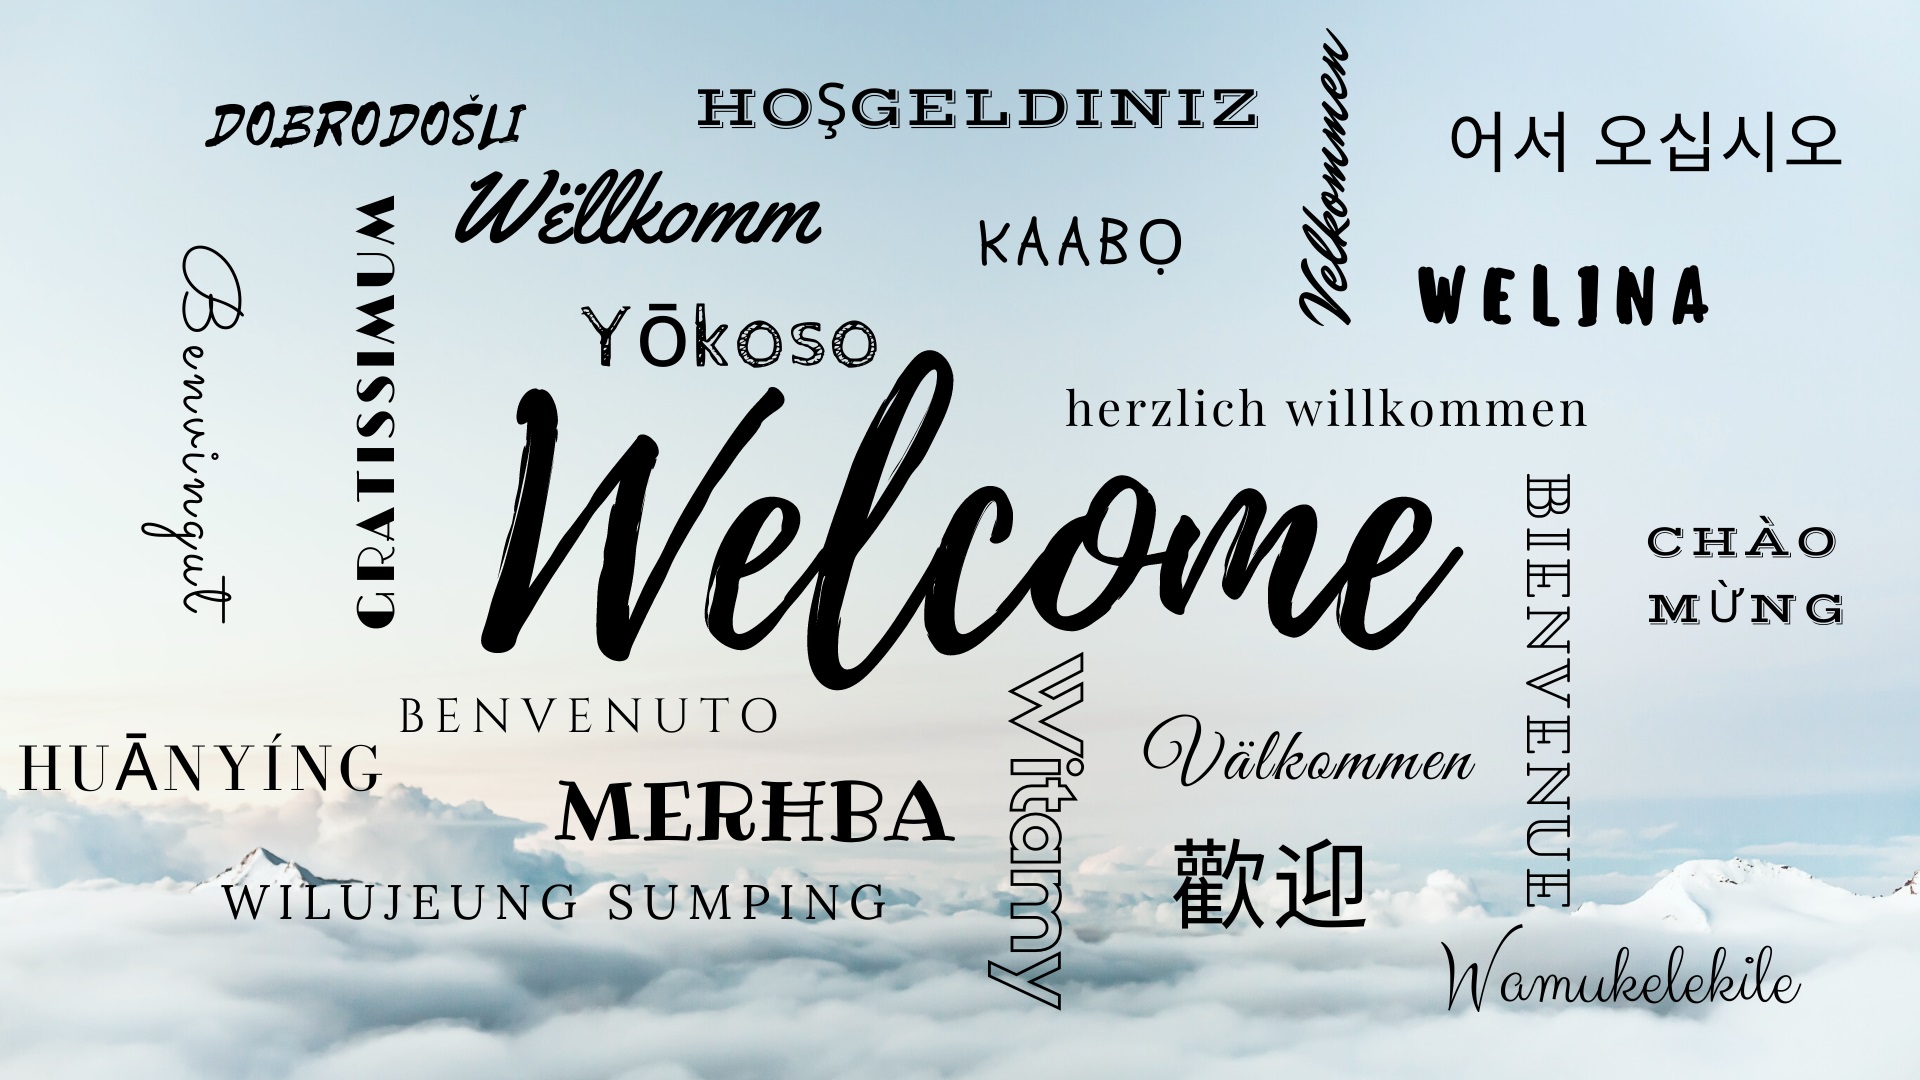 DOBRODOŠLI
HOŞGELDINIZ
Velkommen
어서 오십시오
Wëllkomm
KAABỌ
WELINA
Benvingut
GRATISSIMUM
Yōkoso
herzlich willkommen
Welcome
BIENVENUE
CHÀO
MỪNG
BENVENUTO
HUĀNYÍNG
Witamy
Välkommen
MERHBA
歡迎
WILUJEUNG SUMPING
Wamukelekile